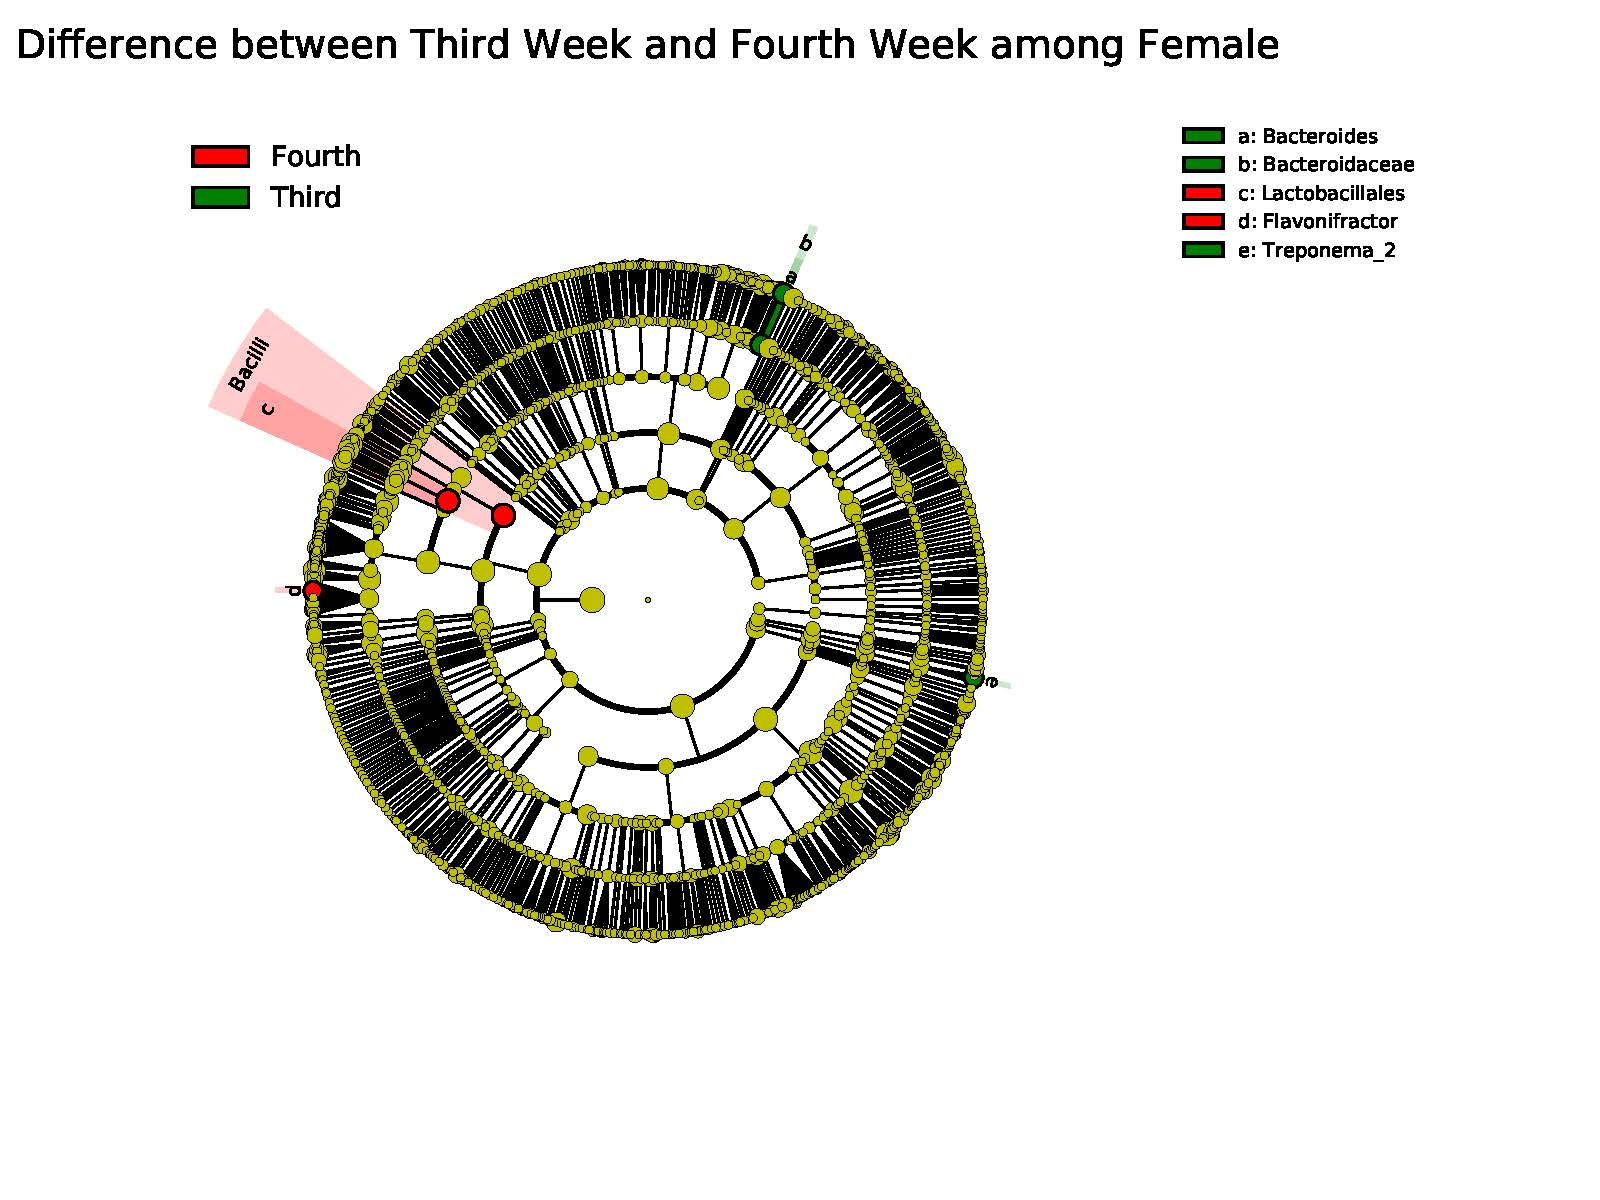 Difference between Third Week and Fourth Week among Female
Fourth
Third
a: Bacteroides
b: Bacteroidaceae
c: Lactobacillales
d: Flavonifractor
e: Treponema_2
b
a
Bacilli
c
d
e